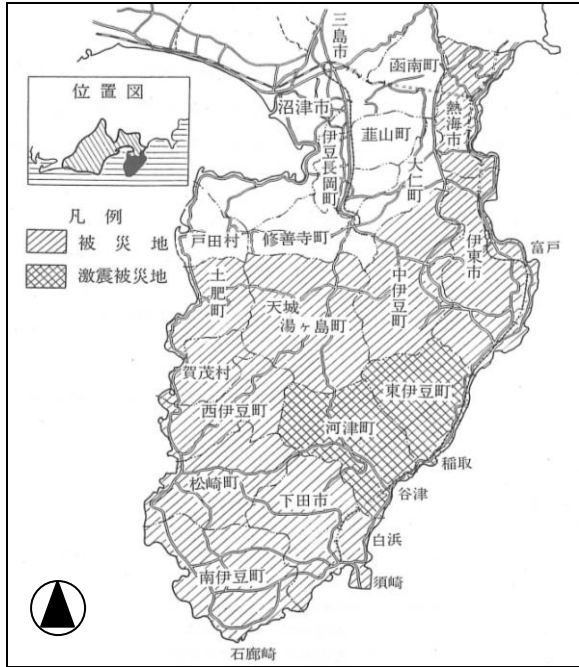 三島市
函南町
位置図
沼津市
熱海市
伊豆長岡町
韮山町
大仁町
凡例
被災地
激震被災地
戸田村
修善寺町
伊東市
富戸
土肥町
中伊豆町
天城
湯ヶ島町
賀茂村
東伊豆町
西伊豆町
河津町
稲取
松崎町
下田市
谷津
白浜
南伊豆町
須崎
石廊崎